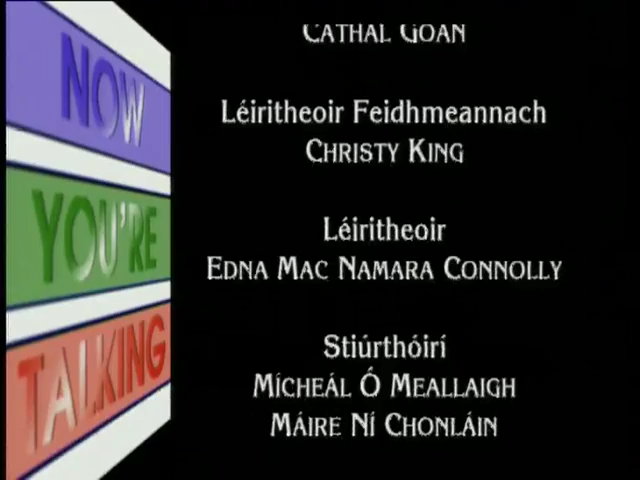 NOW
YOU'RE
TALKING
CATHAL GOAN
Léiritheoir Feidhmeannach
CHRISTY KING
Léiritheoir
EDNA MAC NAMARA CONNOLLY
Stiúrthóirí
MÍCHEÁL Ó MEALLAIGH
MÁIRE NÍ CHONLÁIN